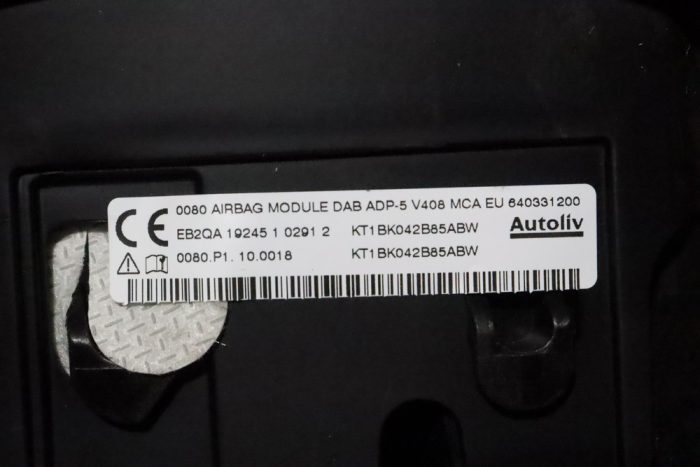 CE
0080 AIRBAG MODULE DAB ADP-5 V408 MCA EU 640331200
EB2QA 19245 1 0291 2 KT1BK042B85ABW
Autoliv
0080.P1. 10.0018 KT1BK042B85ABW